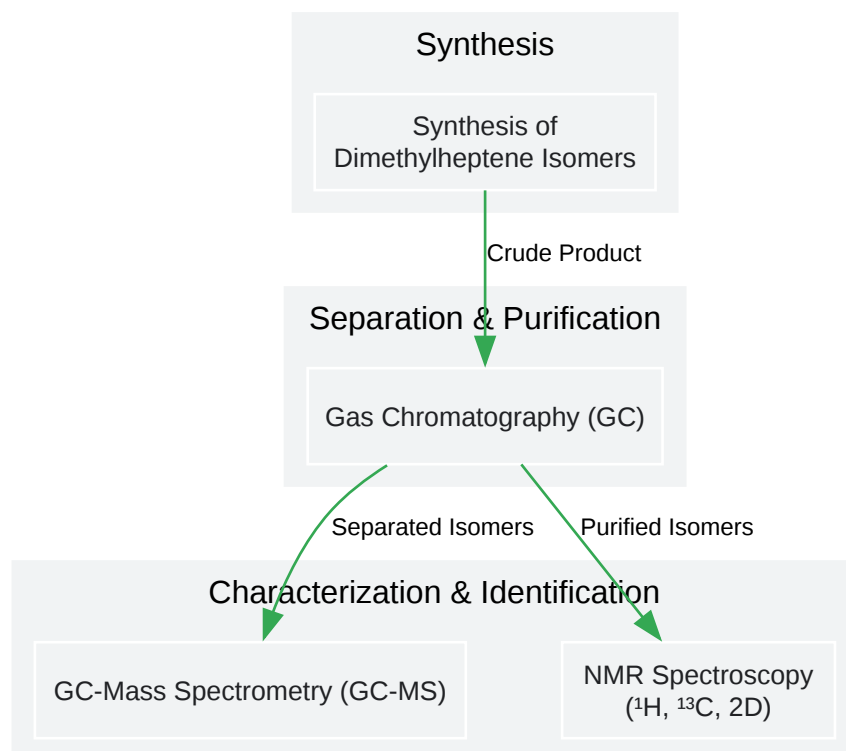 Synthesis
Synthesis of
Dimethylheptene Isomers
Crude Product
Separation & Purification
Gas Chromatography (GC)
Separated Isomers
Purified Isomers
Characterization & Identification
GC-Mass Spectrometry (GC-MS)
NMR Spectroscopy
(¹H, ¹³C, 2D)